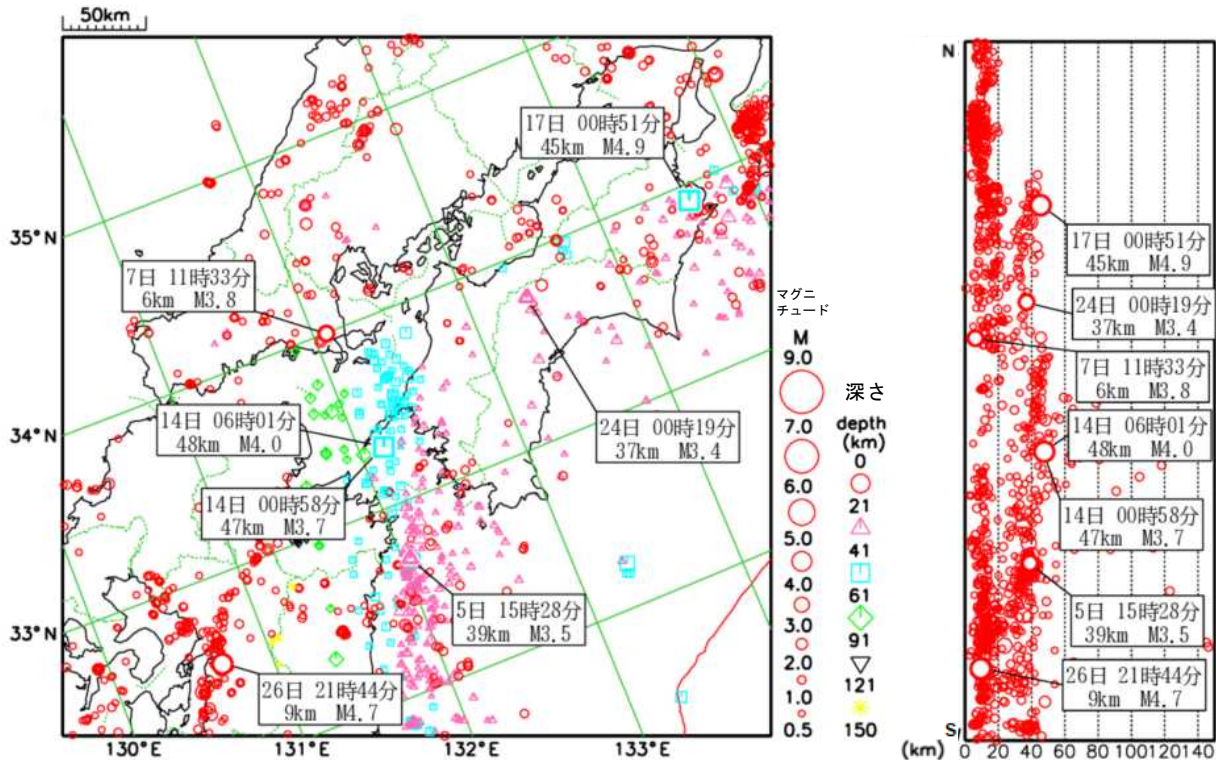 50km
17日 00時51分
45km M4.9
35°N
7日 11時33分
6km M3.8
14日 06時01分
48km M4.0
34°N
14日 00時58分
47km M3.7
24日 00時19分
37km M3.4
5日 15時28分
39km M3.5
33°N
26日 21時44分
9km M4.7
130°E
131°E
132°E
133°E
マグニ
チュード
M
9.0
7.0
6.0
5.0
4.0
3.0
2.0
1.0
0.5
深さ
depth
(km)
0
21
41
61
91
121
150
N
17日 00時51分
45km M4.9
24日 00時19分
37km M3.4
7日 11時33分
6km M3.8
14日 06時01分
48km M4.0
14日 00時58分
47km M3.7
5日 15時28分
39km M3.5
26日 21時44分
9km M4.7
S
(km)
0 20 40 60 80 100 120 140